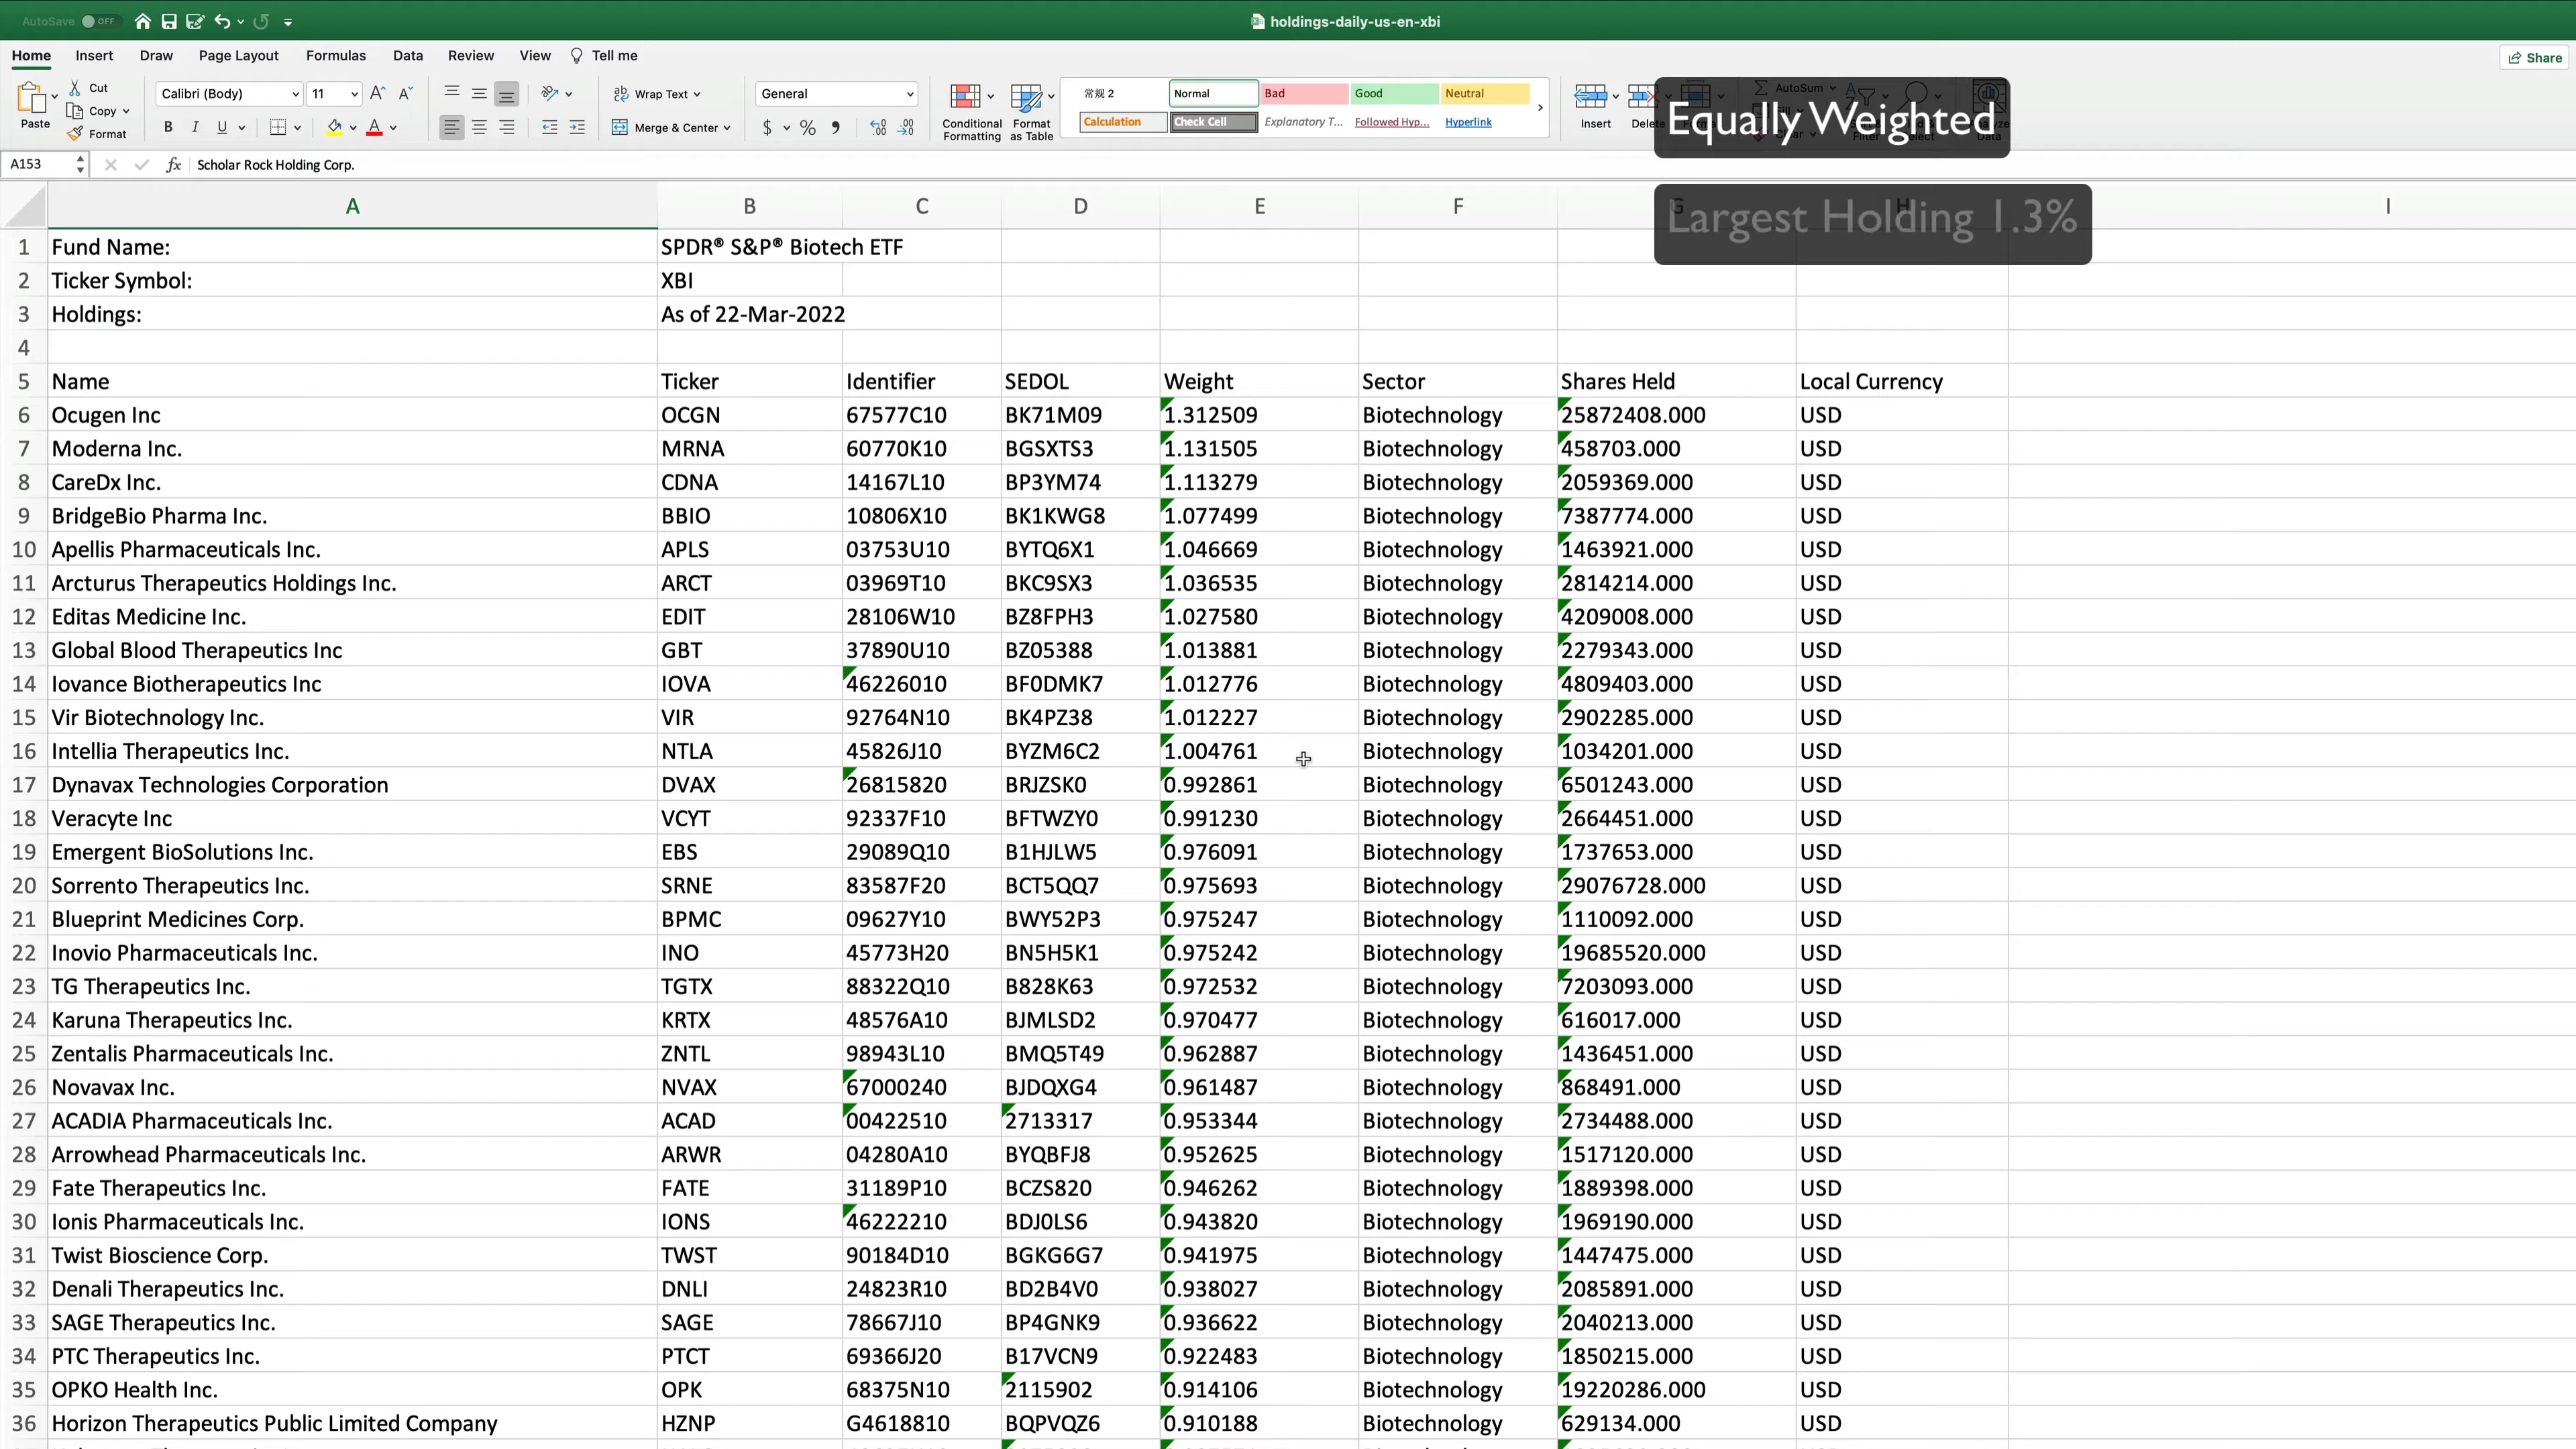 AutoSave OFF
holdings-daily-us-en-xbi
Home Insert Draw Page Layout Formulas Data Review View Tell me
Share
Paste
Cut
Copy
Format
Calibri (Body) 11
B I U
Wrap Text
Merge & Center
General
$ %
Conditional Formatting
Format as Table
常规 2 Normal Bad Good Neutral
Calculation Check Cell Explanatory T... Followed Hyp... Hyperlink
Insert
AutoSum
Equally Weighted
Largest Holding 1.3%
A153 fx Scholar Rock Holding Corp.
A B C D E F G H I
1 Fund Name: SPDR® S&P® Biotech ETF
2 Ticker Symbol: XBI
3 Holdings: As of 22-Mar-2022
4
5 Name Ticker Identifier SEDOL Weight Sector Shares Held Local Currency
6 Ocugen Inc OCGN 67577C10 BK71M09 1.312509 Biotechnology 25872408.000 USD
7 Moderna Inc. MRNA 60770K10 BGSXTS3 1.131505 Biotechnology 458703.000 USD
8 CareDx Inc. CDNA 14167L10 BP3YM74 1.113279 Biotechnology 2059369.000 USD
9 BridgeBio Pharma Inc. BBIO 10806X10 BK1KWG8 1.077499 Biotechnology 7387774.000 USD
10 Apellis Pharmaceuticals Inc. APLS 03753U10 BYTQ6X1 1.046669 Biotechnology 1463921.000 USD
11 Arcturus Therapeutics Holdings Inc. ARCT 03969T10 BKC9SX3 1.036535 Biotechnology 2814214.000 USD
12 Editas Medicine Inc. EDIT 28106W10 BZ8FPH3 1.027580 Biotechnology 4209008.000 USD
13 Global Blood Therapeutics Inc GBT 37890U10 BZ05388 1.013881 Biotechnology 2279343.000 USD
14 Iovance Biotherapeutics Inc IOVA 46226010 BF0DMK7 1.012776 Biotechnology 4809403.000 USD
15 Vir Biotechnology Inc. VIR 92764N10 BK4PZ38 1.012227 Biotechnology 2902285.000 USD
16 Intellia Therapeutics Inc. NTLA 45826J10 BYZM6C2 1.004761 Biotechnology 1034201.000 USD
17 Dynavax Technologies Corporation DVAX 26815820 BRJZSK0 0.992861 Biotechnology 6501243.000 USD
18 Veracyte Inc VCYT 92337F10 BFTWZY0 0.991230 Biotechnology 2664451.000 USD
19 Emergent BioSolutions Inc. EBS 29089Q10 B1HJLW5 0.976091 Biotechnology 1737653.000 USD
20 Sorrento Therapeutics Inc. SRNE 83587F20 BCT5QQ7 0.975693 Biotechnology 29076728.000 USD
21 Blueprint Medicines Corp. BPMC 09627Y10 BWY52P3 0.975247 Biotechnology 1110092.000 USD
22 Inovio Pharmaceuticals Inc. INO 45773H20 BN5H5K1 0.975242 Biotechnology 19685520.000 USD
23 TG Therapeutics Inc. TGTX 88322Q10 B828K63 0.972532 Biotechnology 7203093.000 USD
24 Karuna Therapeutics Inc. KRTX 48576A10 BJMLSD2 0.970477 Biotechnology 616017.000 USD
25 Zentalis Pharmaceuticals Inc. ZNTL 98943L10 BMQ5T49 0.962887 Biotechnology 1436451.000 USD
26 Novavax Inc. NVAX 67000240 BJDQXG4 0.961487 Biotechnology 868491.000 USD
27 ACADIA Pharmaceuticals Inc. ACAD 00422510 2713317 0.953344 Biotechnology 2734488.000 USD
28 Arrowhead Pharmaceuticals Inc. ARWR 04280A10 BYQBFJ8 0.952625 Biotechnology 1517120.000 USD
29 Fate Therapeutics Inc. FATE 31189P10 BCZS820 0.946262 Biotechnology 1889398.000 USD
30 Ionis Pharmaceuticals Inc. IONS 46222210 BDJ0LS6 0.943820 Biotechnology 1969190.000 USD
31 Twist Bioscience Corp. TWST 90184D10 BGKG6G7 0.941975 Biotechnology 1447475.000 USD
32 Denali Therapeutics Inc. DNLI 24823R10 BD2B4V0 0.938027 Biotechnology 2085891.000 USD
33 SAGE Therapeutics Inc. SAGE 78667J10 BP4GNK9 0.936622 Biotechnology 2040213.000 USD
34 PTC Therapeutics Inc. PTCT 69366J20 B17VCN9 0.922483 Biotechnology 1850215.000 USD
35 OPKO Health Inc. OPK 68375N10 2115902 0.914106 Biotechnology 19220286.000 USD
36 Horizon Therapeutics Public Limited Company HZNP G4618810 BQPVQZ6 0.910188 Biotechnology 629134.000 USD